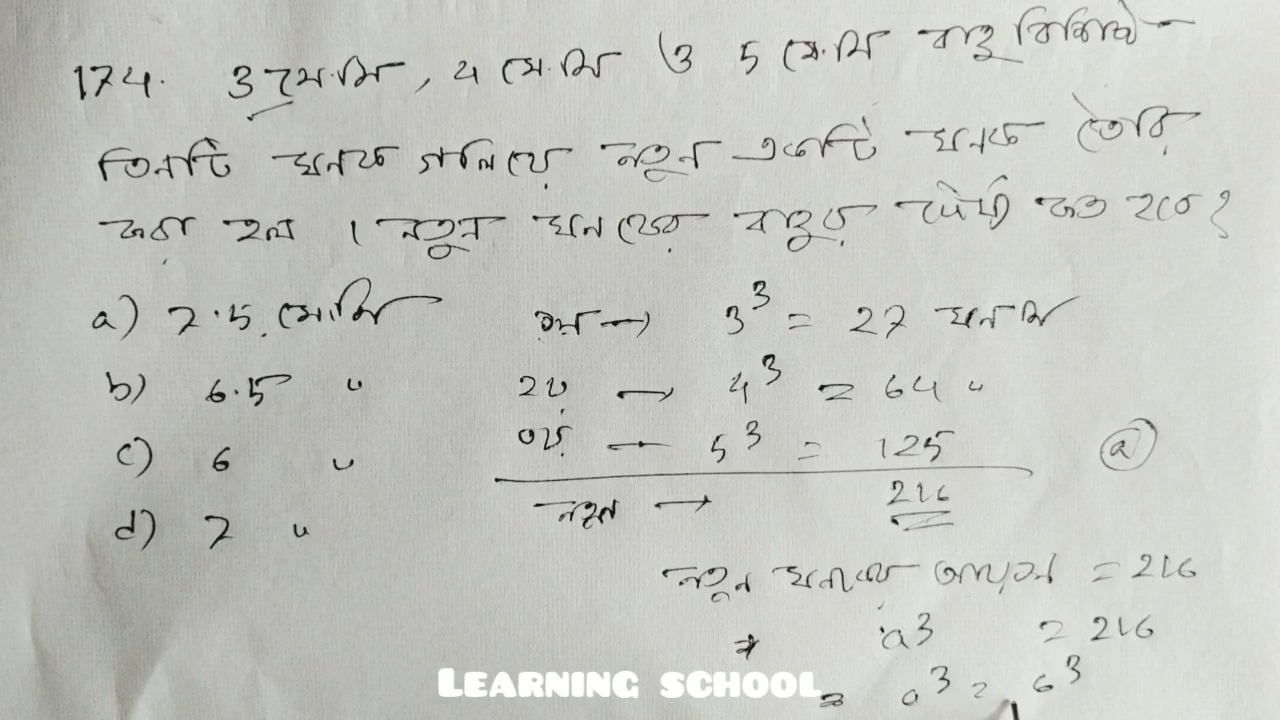 174. 3 সে.মি, 4 সে.মি ও 5 সে.মি বাহু বিশিষ্ট
তিনটি ঘনক গলিয়ে নতুন একটি ঘনক তৈরি
করা হল । নতুন ঘনকের বাহুর দৈর্ঘ্য কত হবে?
a) 7.5 সে.মি
b) 6.5 "
c) 6 "
d) 7 "
১ম → 3³ = 27 ঘনমি
২য় → 4³ = 64 "
৩য় → 5³ = 125
নতুন → 216
(a)
নতুন ঘনকের আয়তন = 216
⇒ a³ = 216
= a³ = 6³
LEARNING SCHOOL